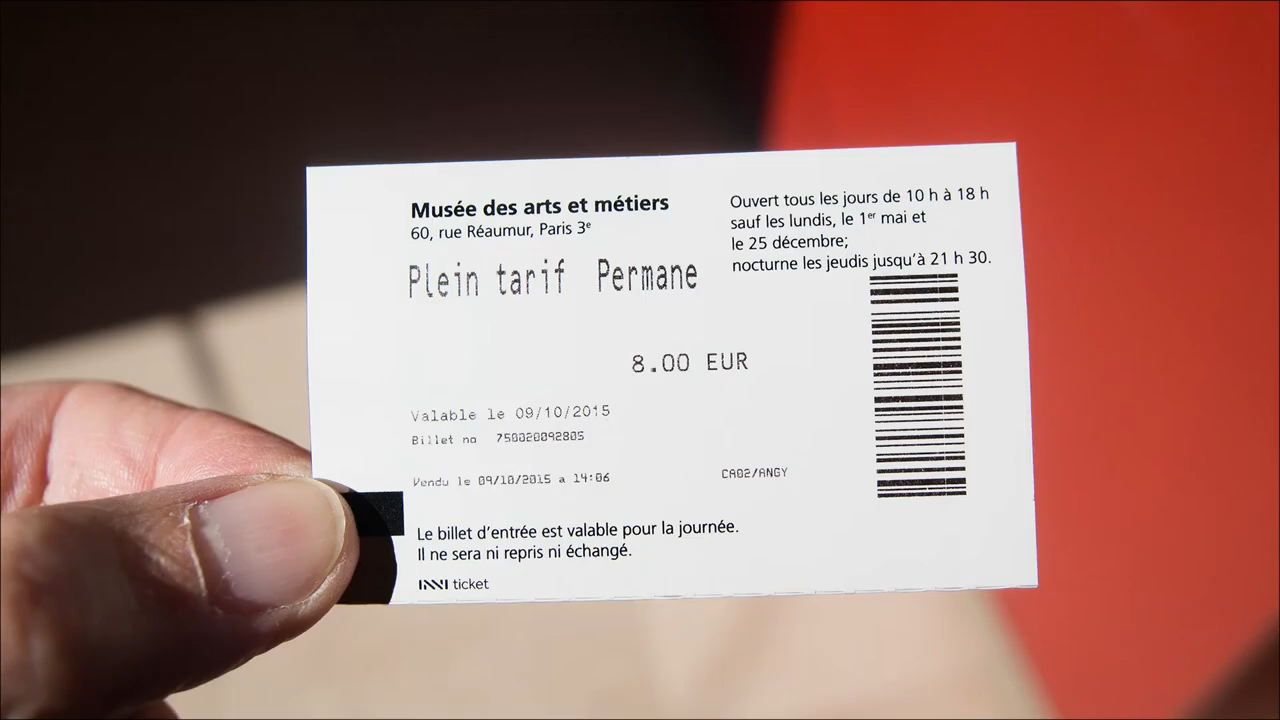 Musée des arts et métiers
60, rue Réaumur, Paris 3e
Ouvert tous les jours de 10 h à 18 h
sauf les lundis, le 1er mai et
le 25 décembre;
nocturne les jeudis jusqu'à 21 h 30.
Plein tarif Permane
8.00 EUR
Valable le 09/10/2015
Billet no 750020092805
Vendu le 09/10/2015 a 14:06 CA02/ANGY
Le billet d'entrée est valable pour la journée.
Il ne sera ni repris ni échangé.
ticket